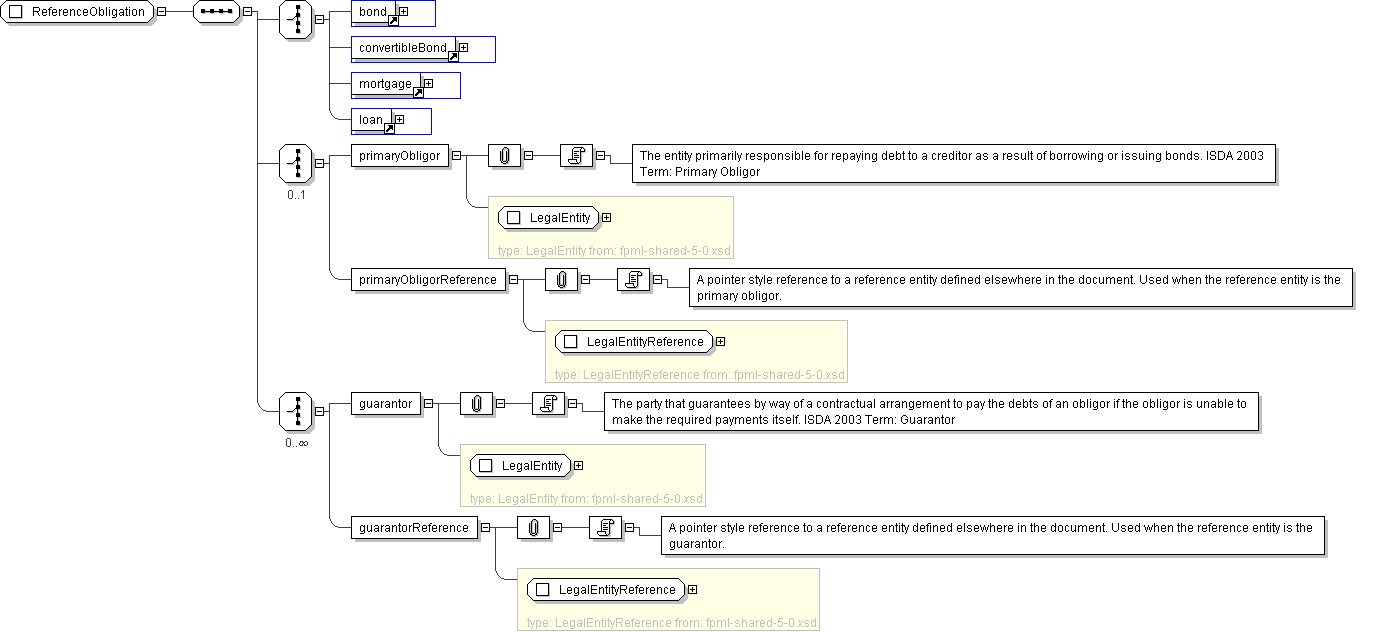 ReferenceObligation
bond
convertibleBond
mortgage
loan
0..1
primaryObligor
The entity primarily responsible for repaying debt to a creditor as a result of borrowing or issuing bonds. ISDA 2003
Term: Primary Obligor
LegalEntity
type: LegalEntity from: fpml-shared-5-0.xsd
primaryObligorReference
A pointer style reference to a reference entity defined elsewhere in the document. Used when the reference entity is the
primary obligor.
LegalEntityReference
type: LegalEntityReference from: fpml-shared-5-0.xsd
0..∞
guarantor
The party that guarantees by way of a contractual arrangement to pay the debts of an obligor if the obligor is unable to
make the required payments itself. ISDA 2003 Term: Guarantor
LegalEntity
type: LegalEntity from: fpml-shared-5-0.xsd
guarantorReference
A pointer style reference to a reference entity defined elsewhere in the document. Used when the reference entity is the
guarantor.
LegalEntityReference
type: LegalEntityReference from: fpml-shared-5-0.xsd